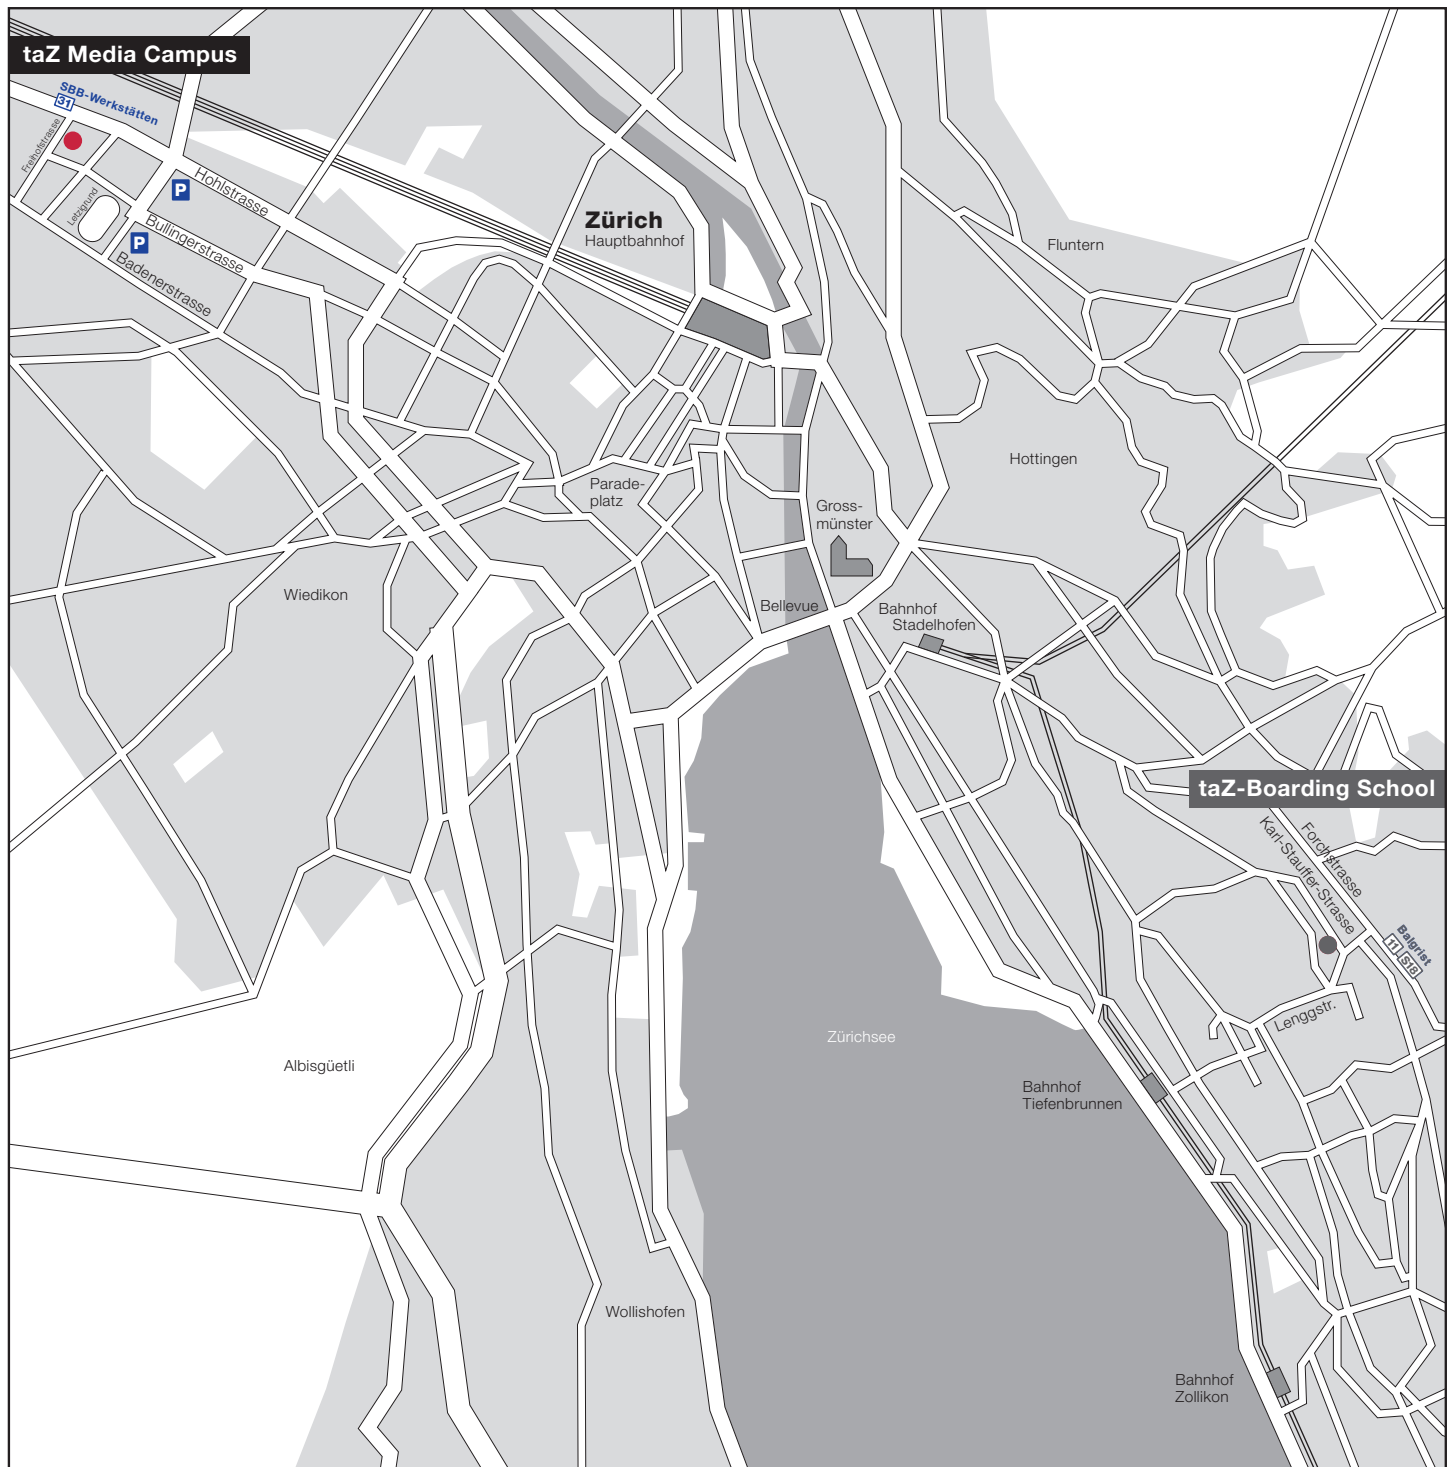 taZ Media Campus
SBB-Werkstätten
31
Freihofstrasse
Letzigrund
P
Hohlstrasse
P
Bullingerstrasse
Badenerstrasse
Zürich
Hauptbahnhof
Fluntern
Hottingen
Parade-
platz
Gross-
münster
Wiedikon
Bellevue
Bahnhof
Stadelhofen
taZ-Boarding School
Forchstrasse
Karl-Stauffer-Strasse
Balgrist
11
S18
Lenggstr.
Zürichsee
Albisgüetli
Bahnhof
Tiefenbrunnen
Wollishofen
Bahnhof
Zollikon